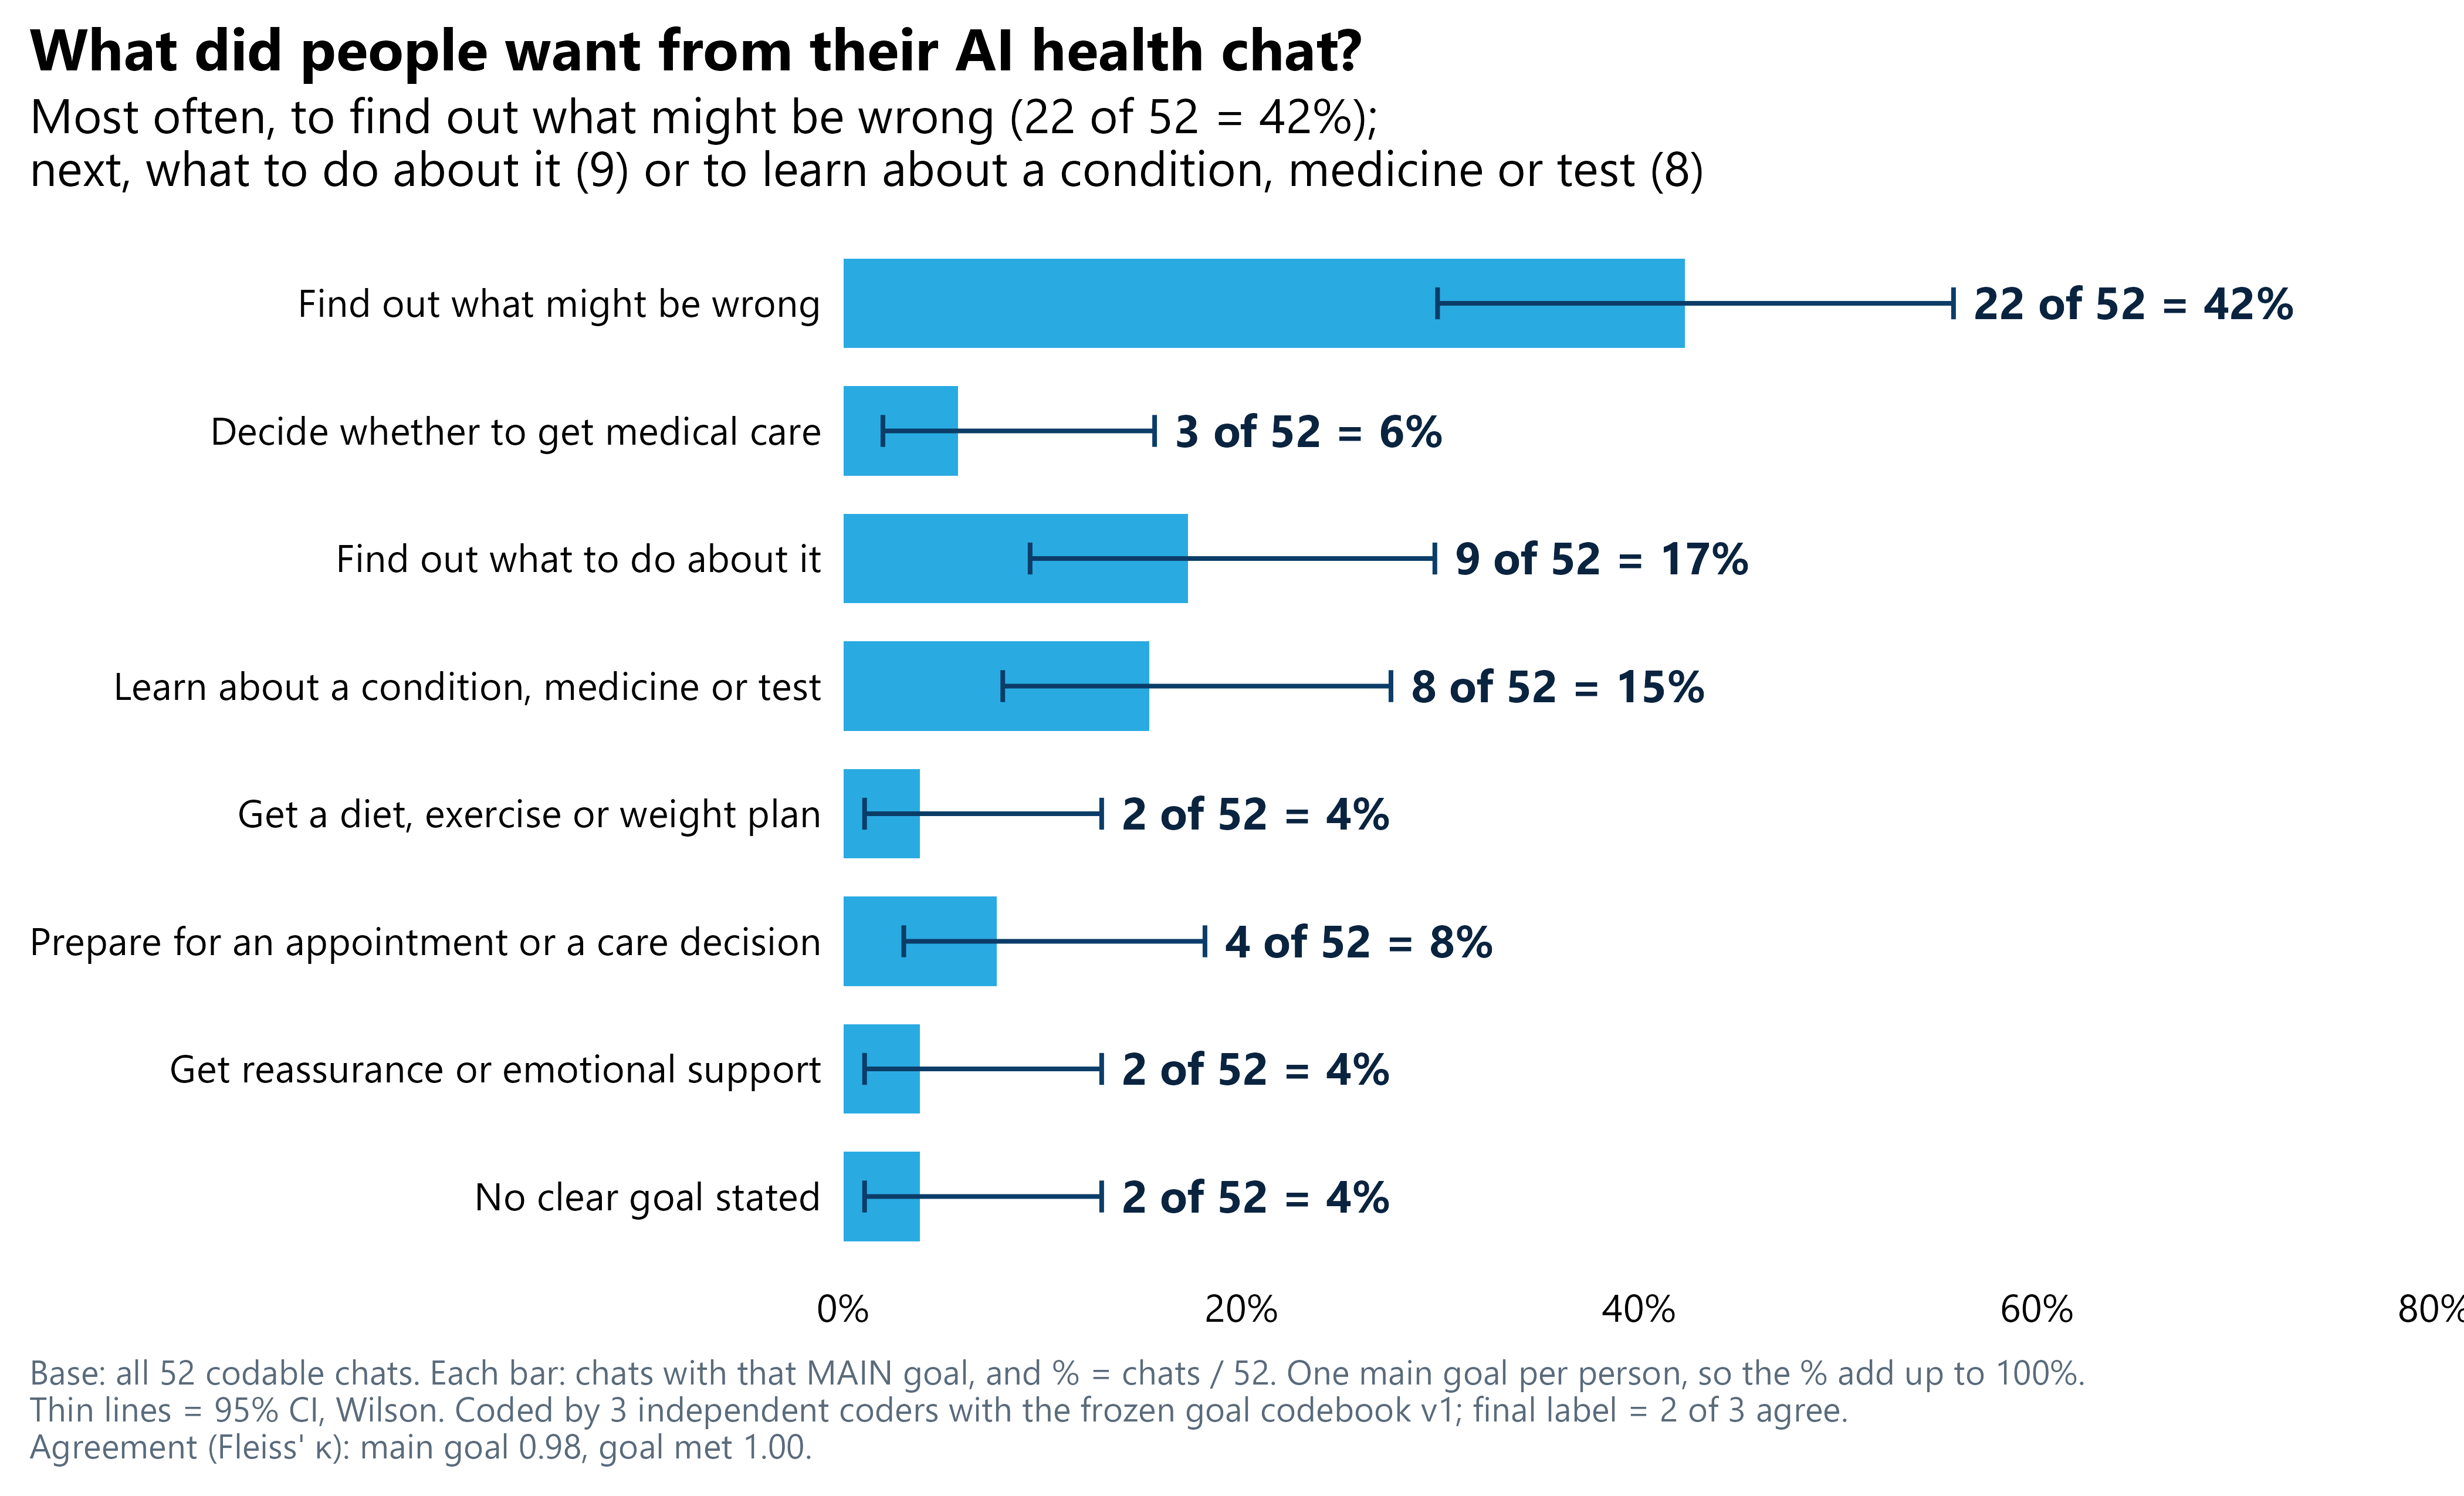 What did people want from their AI health chat?
Most often, to find out what might be wrong (22 of 52 = 42%);
next, what to do about it (9) or to learn about a condition, medicine or test (8)
Find out what might be wrong
22 of 52 = 42%
Decide whether to get medical care
3 of 52 = 6%
Find out what to do about it
9 of 52 = 17%
Learn about a condition, medicine or test
8 of 52 = 15%
Get a diet, exercise or weight plan
2 of 52 = 4%
Prepare for an appointment or a care decision
4 of 52 = 8%
Get reassurance or emotional support
2 of 52 = 4%
No clear goal stated
2 of 52 = 4%
0% 20% 40% 60% 80%
Base: all 52 codable chats. Each bar: chats with that MAIN goal, and % = chats / 52. One main goal per person, so the % add up to 100%.
Thin lines = 95% CI, Wilson. Coded by 3 independent coders with the frozen goal codebook v1; final label = 2 of 3 agree.
Agreement (Fleiss' κ): main goal 0.98, goal met 1.00.